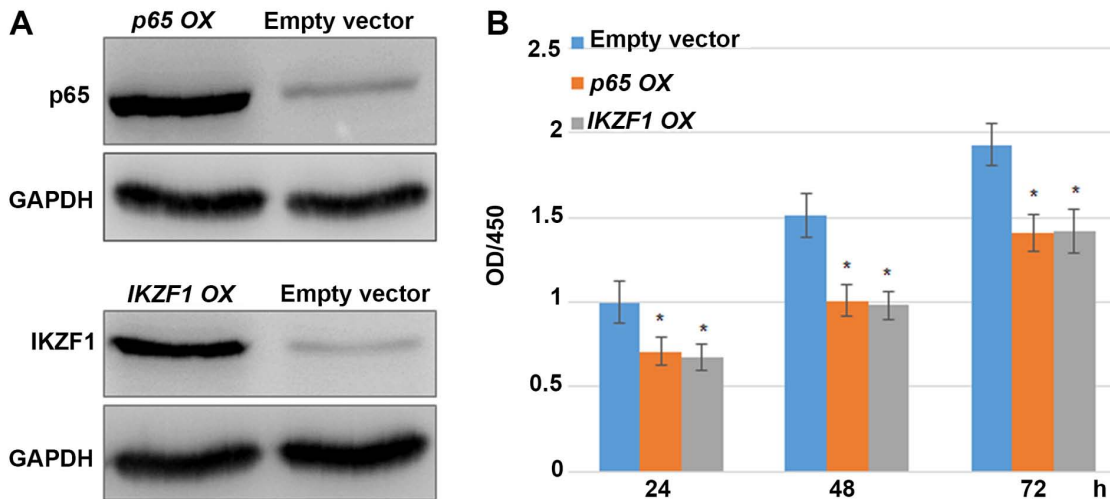 A
p65 OX Empty vector
p65
GAPDH
IKZF1 OX Empty vector
IKZF1
GAPDH
B
Empty vector
p65 OX
IKZF1 OX
OD/450
2.5
2
1.5
1
0.5
0
* *
* *
* *
24 48 72 h